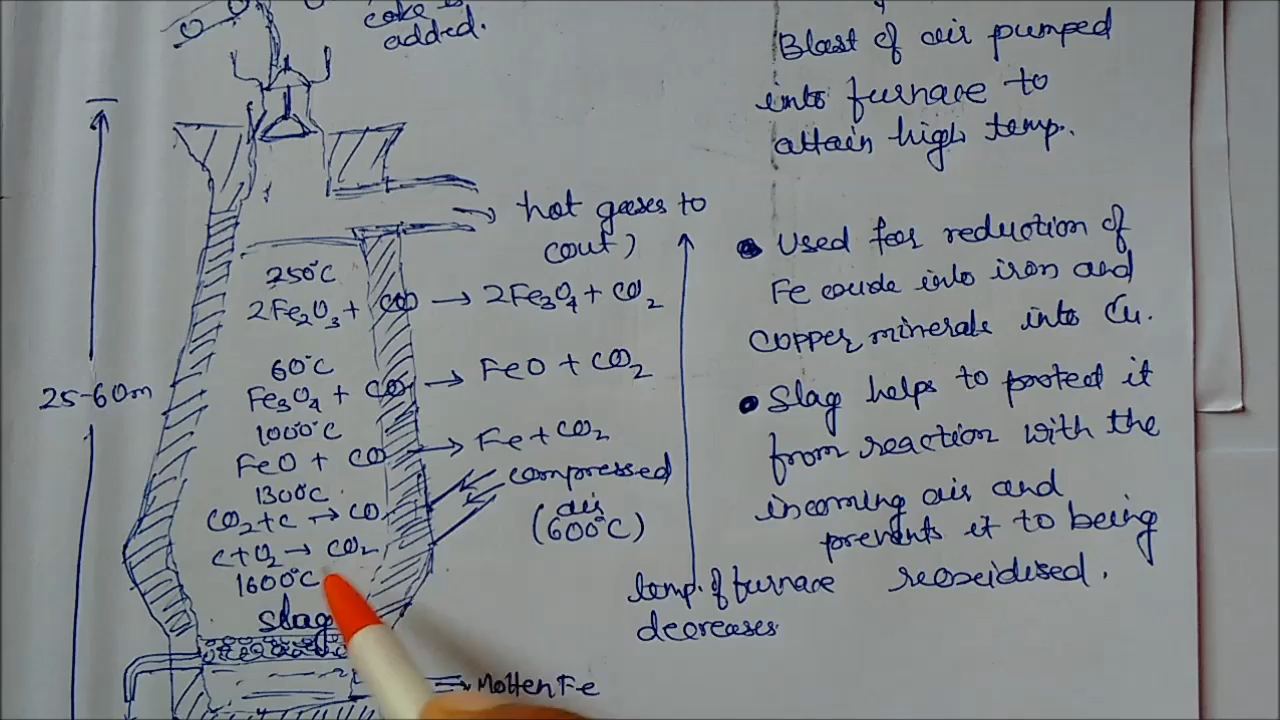 coke is
added.
Blast of air pumped
into furnace to
attain high temp.
hot gases to
out)
250°C
2Fe₂O₃ + CO → 2Fe₃O₄ + CO₂
60°C
Fe₃O₄ + CO → FeO + CO₂
1000°C
FeO + CO → Fe + CO₂
1300°C
CO₂ + C → CO
C + O₂ → CO₂
1600°C
Slag
25-60m
compressed
air
(600°C)
Molten Fe
temp. of furnace
decreases
• Used for reduction of
Fe oxide into iron and
copper minerals into Cu.
• Slag helps to protect it
from reaction with the
incoming air and
prevents it to being
reoxidised.